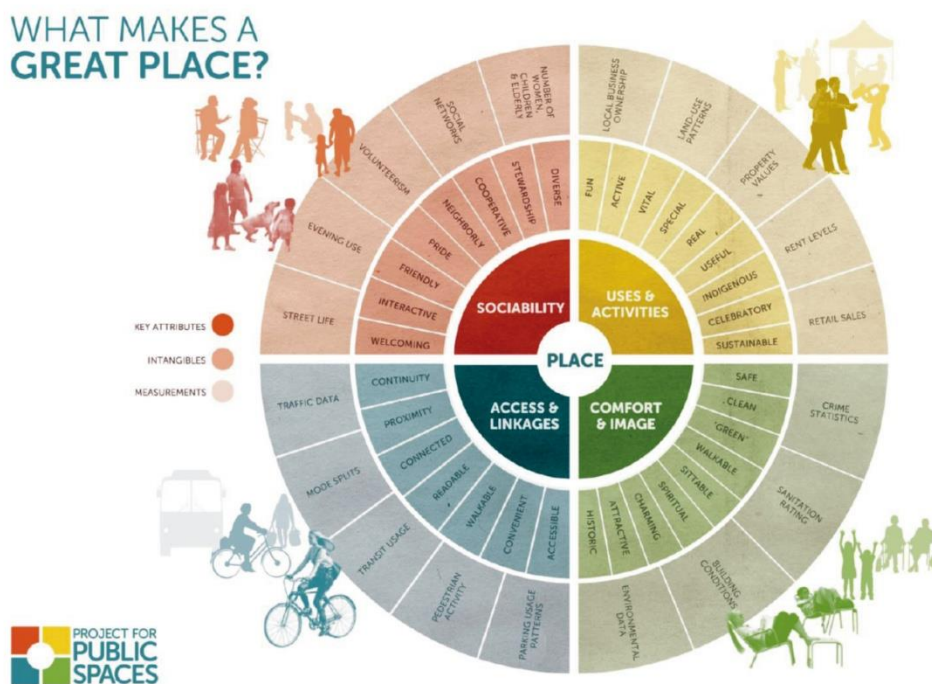 WHAT MAKES A
GREAT PLACE?
KEY ATTRIBUTES
INTANGIBLES
MEASUREMENTS
PLACE
SOCIABILITY
DIVERSE
STEWARDSHIP
COOPERATIVE
NEIGHBORLY
PRIDE
FRIENDLY
INTERACTIVE
WELCOMING
NUMBER OF
WOMEN,
CHILDREN
& ELDERLY
SOCIAL
NETWORKS
VOLUNTEERISM
EVENING USE
STREET LIFE
USES &
ACTIVITIES
FUN
ACTIVE
VITAL
SPECIAL
REAL
USEFUL
INDIGENOUS
CELEBRATORY
SUSTAINABLE
LOCAL BUSINESS
OWNERSHIP
LAND-USE
PATTERNS
PROPERTY
VALUES
RENT LEVELS
RETAIL SALES
ACCESS &
LINKAGES
CONTINUITY
PROXIMITY
CONNECTED
READABLE
WALKABLE
CONVENIENT
ACCESSIBLE
TRAFFIC DATA
MODE SPLITS
TRANSIT USAGE
PEDESTRIAN
ACTIVITY
PARKING USAGE
PATTERNS
COMFORT
& IMAGE
SAFE
CLEAN
"GREEN"
WALKABLE
SITTABLE
SPIRITUAL
CHARMING
ATTRACTIVE
HISTORIC
CRIME
STATISTICS
SANITATION
RATING
BUILDING
CONDITIONS
ENVIRONMENTAL
DATA
PROJECT FOR
PUBLIC
SPACES